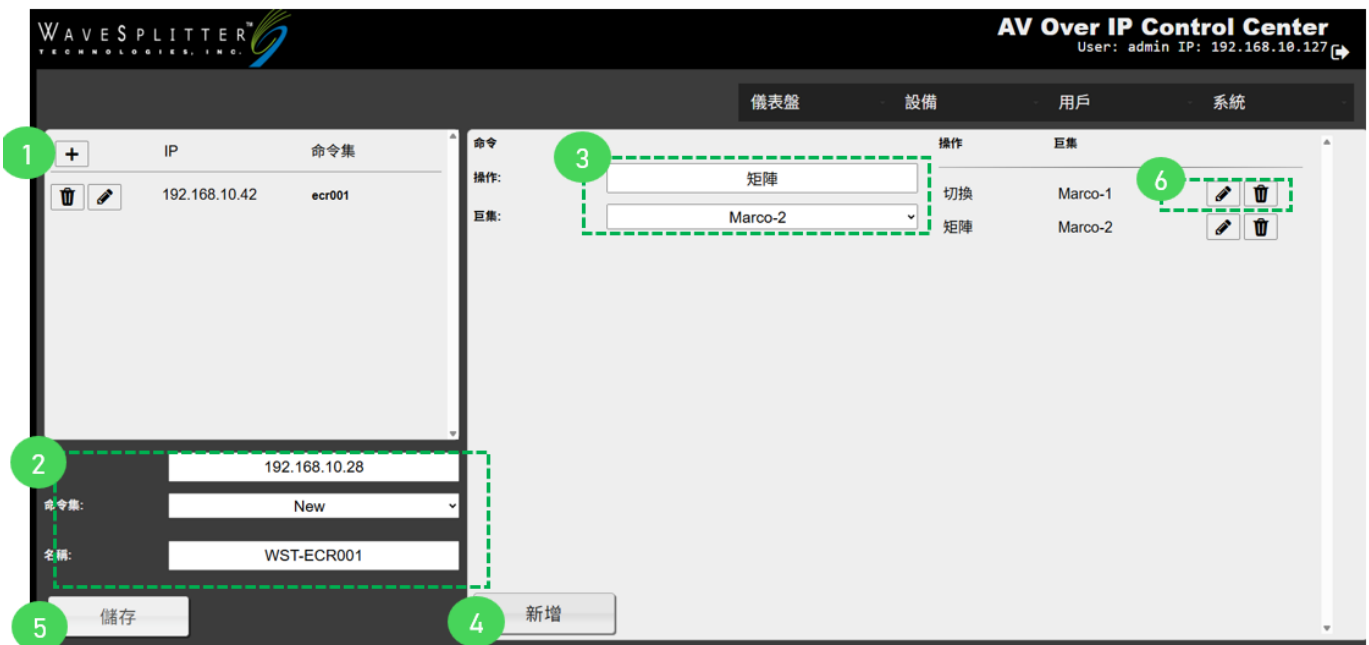 WAVESPLITTER™
TECHNOLOGIES, INC.
AV Over IP Control Center
User: admin IP: 192.168.10.127
儀表盤 設備 用戶 系統
1
+ IP 命令集
192.168.10.42 ecr001
命令
3
操作: 矩陣
巨集: Marco-2
操作 巨集
6
切換 Marco-1
矩陣 Marco-2
2
192.168.10.28
命令集: New
名稱: WST-ECR001
5
儲存
4
新增